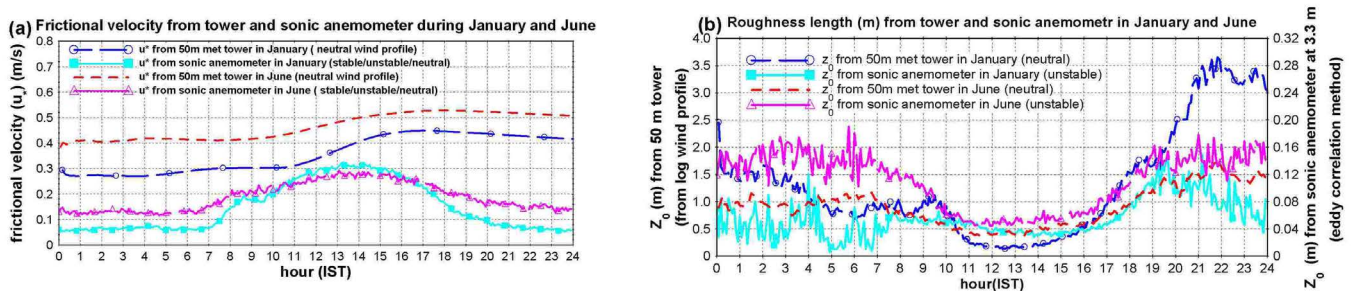 (a) Frictional velocity from tower and sonic anemometer during January and June
frictional velocity (u*) (m/s)
0.8
0.7
0.6
0.5
0.4
0.3
0.2
0.1
0
u* from 50m met tower in January ( neutral wind profile)
u* from sonic anemometer in January (stable/unstable/neutral)
u* from 50m met tower in June (neutral wind profile)
u* from sonic anemometer in June ( stable/unstable/neutral)
0 1 2 3 4 5 6 7 8 9 10 11 12 13 14 15 16 17 18 19 20 21 22 23 24
hour (IST)
(b) Roughness length (m) from tower and sonic anemometr in January and June
Z0 (m) from 50 m tower
(from log wind profile)
4.0
3.5
3.0
2.5
2.0
1.5
1.0
0.5
0
z0 from 50m met tower in January (neutral)
z0 from sonic anemometer in January (unstable)
z0 from 50m met tower in June (neutral)
z0 from sonic anemometer in June (unstable)
0.32
0.28
0.24
0.20
0.16
0.12
0.08
0.04
0.00
Z0 (m) from sonic anemometer at 3.3 m
(eddy correlation method)
0 1 2 3 4 5 6 7 8 9 10 11 12 13 14 15 16 17 18 19 20 21 22 23 24
hour(IST)